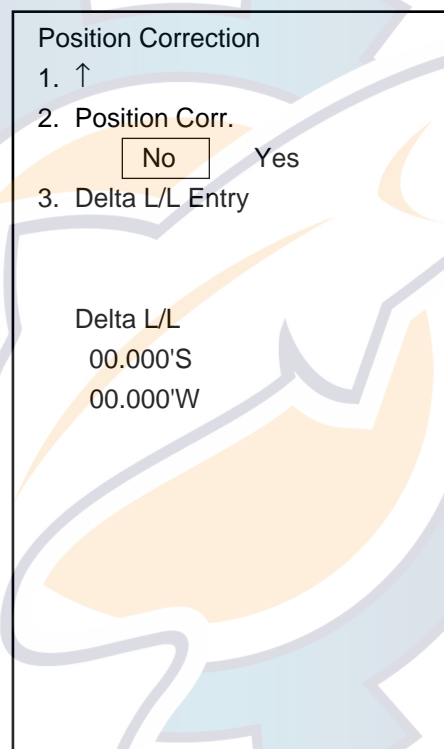 Position Correction
1. ↑
2. Position Corr.
No Yes
3. Delta L/L Entry
Delta L/L
00.000'S
00.000'W